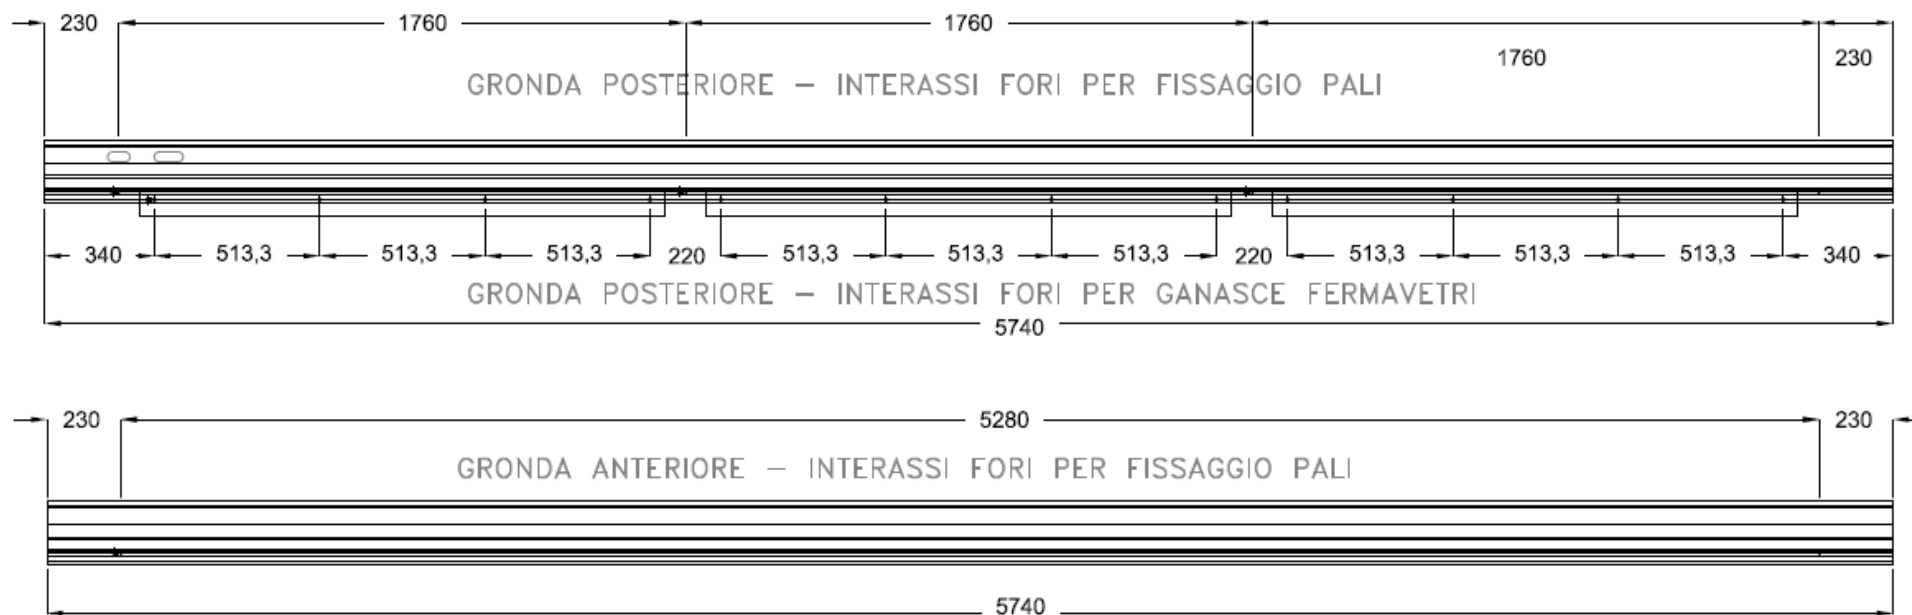 230 1760 1760 230
1760
GRONDA POSTERIORE – INTERASSI FORI PER FISSAGGIO PALI
340 513,3 513,3 513,3 220 513,3 513,3 513,3 220 513,3 513,3 513,3 340
GRONDA POSTERIORE – INTERASSI FORI PER GANASCE FERMAVETRI
5740
230 5280 230
GRONDA ANTERIORE – INTERASSI FORI PER FISSAGGIO PALI
5740